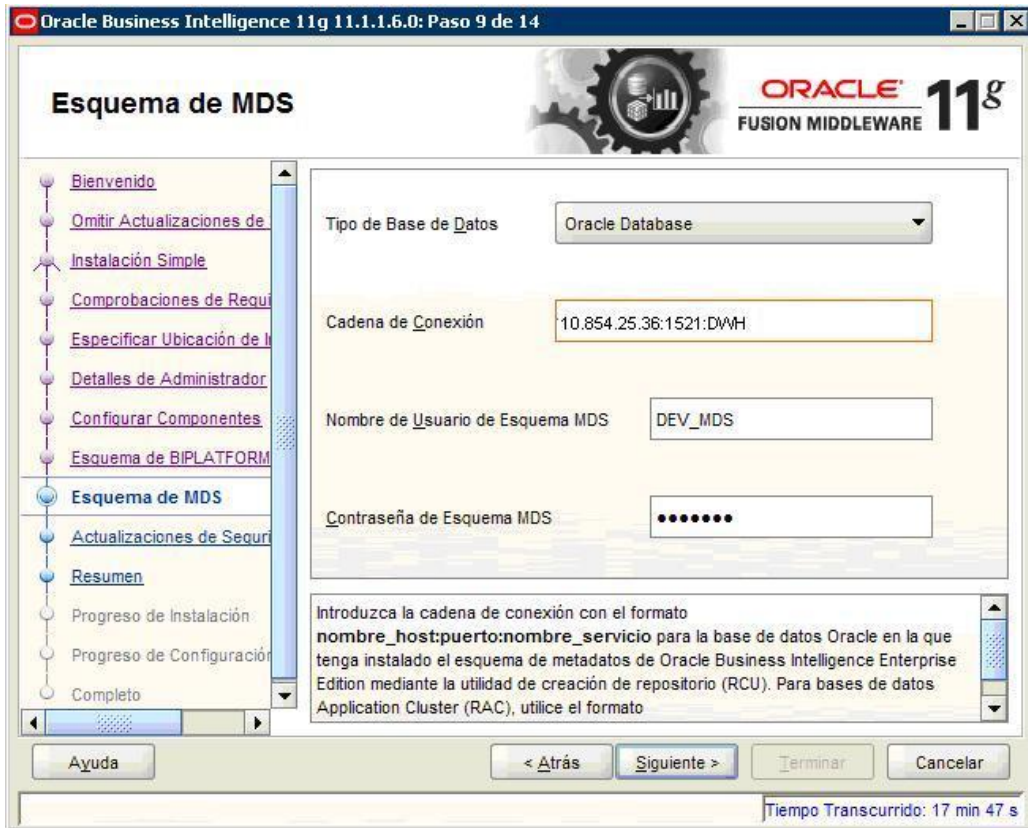 Oracle Business Intelligence 11g 11.1.1.6.0: Paso 9 de 14
Esquema de MDS
ORACLE
FUSION MIDDLEWARE
11g
Bienvenido
Omitir Actualizaciones de
Instalación Simple
Comprobaciones de Requi
Especificar Ubicación de I
Detalles de Administrador
Configurar Componentes
Esquema de BIPLATFORM
Esquema de MDS
Actualizaciones de Seguri
Resumen
Progreso de Instalación
Progreso de Configuración
Completo
Tipo de Base de Datos
Oracle Database
Cadena de Conexión
10.854.25.36:1521:DWH
Nombre de Usuario de Esquema MDS
DEV_MDS
Contraseña de Esquema MDS
•••••••
Introduzca la cadena de conexión con el formato
nombre_host:puerto:nombre_servicio para la base de datos Oracle en la que
tenga instalado el esquema de metadatos de Oracle Business Intelligence Enterprise
Edition mediante la utilidad de creación de repositorio (RCU). Para bases de datos
Application Cluster (RAC), utilice el formato
Ayuda
< Atrás
Siguiente >
Terminar
Cancelar
Tiempo Transcurrido: 17 min 47 s